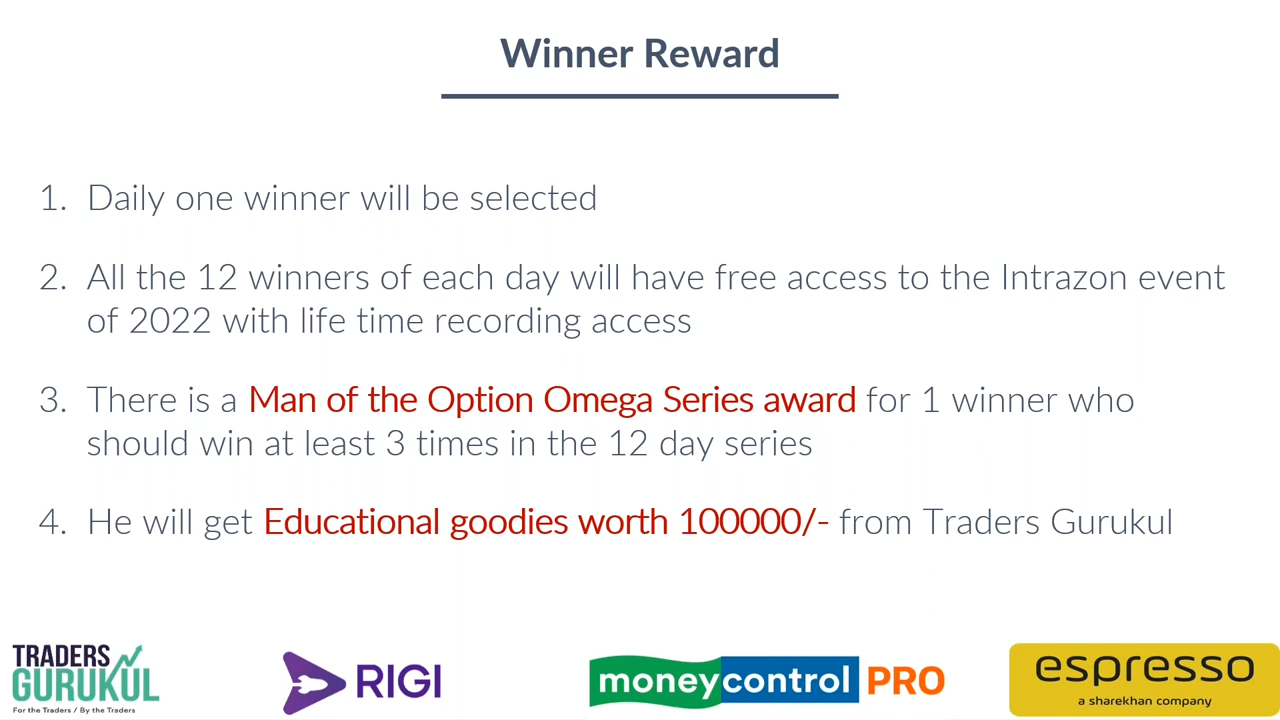 Winner Reward
1. Daily one winner will be selected
2. All the 12 winners of each day will have free access to the Intrazon event
of 2022 with life time recording access
3. There is a Man of the Option Omega Series award for 1 winner who
should win at least 3 times in the 12 day series
4. He will get Educational goodies worth 100000/- from Traders Gurukul
TRADERS
GURUKUL
For the Traders / By the Traders
RIGI
moneycontrol PRO
espresso
a sharekhan company